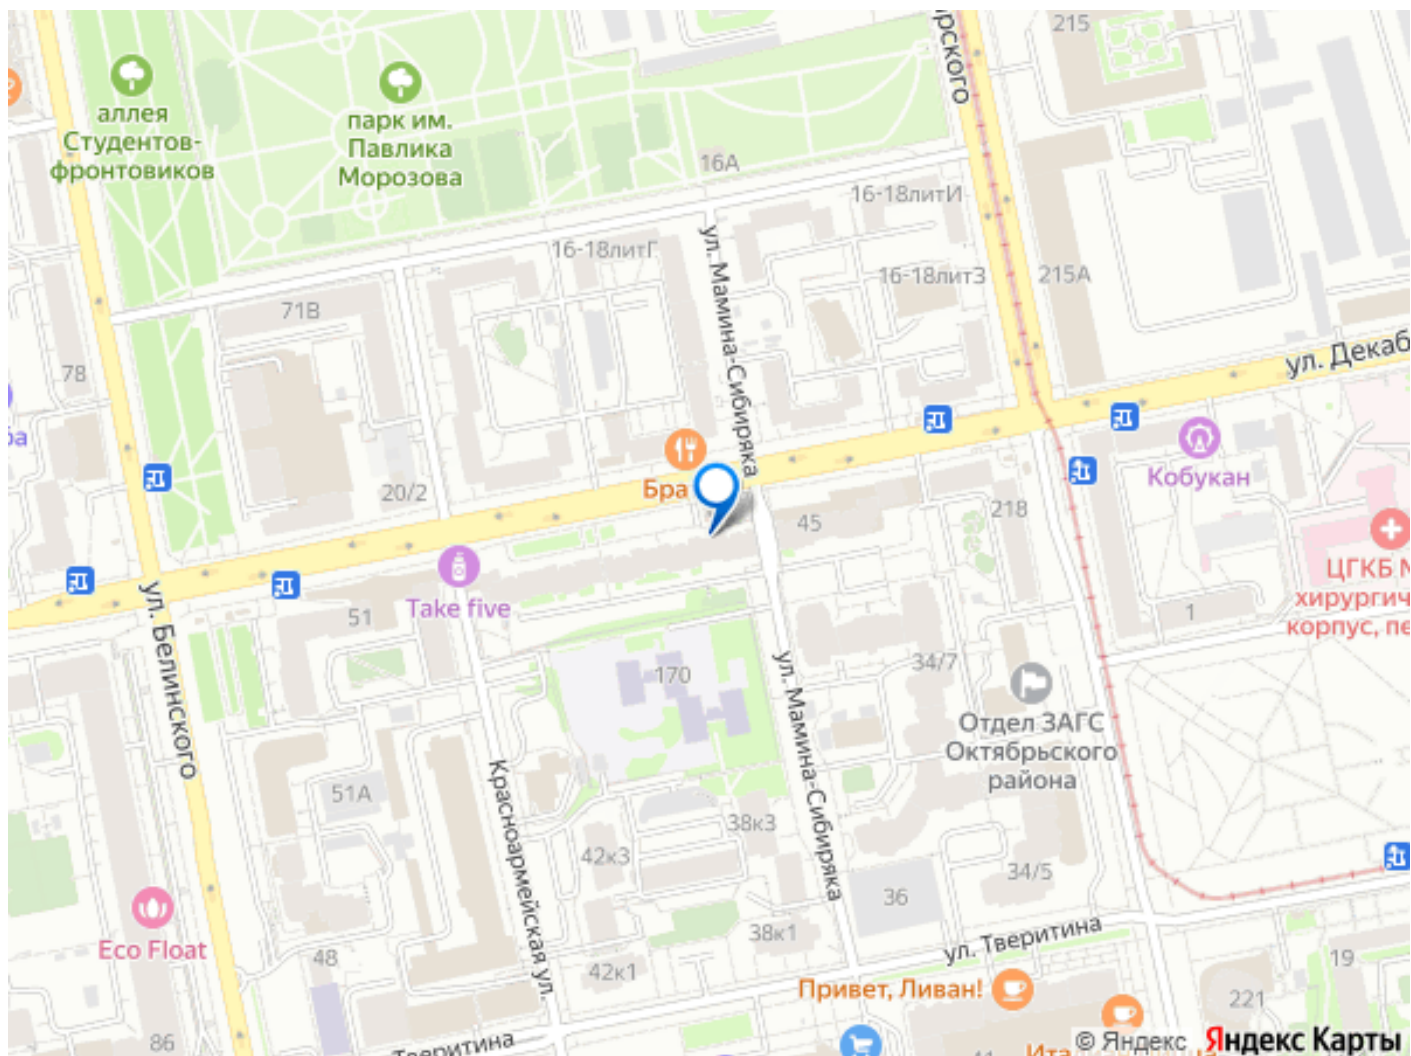 215
рского
аллея
Студентов-
фронтовиков
парк им.
Павлика
Морозова
16А
16-18литИ
16-18литГ
ул. Мамина-Сибиряка
16-18литЗ
215А
71В
78
ул. Декаб
ра
Кобукан
Бра
20/2
45
218
ЦГКБ
хирургич
корпус, пе
Take five
51
1
ул. Белинского
170
34/7
ул. Мамина-Сибиряка
Отдел ЗАГС
Октябрьского
района
51А
Красноармейская ул.
38к3
42к3
34/5
36
Eco Float
38к1
ул. Тверитина
48
42к1
19
Привет, Ливан!
221
86
Тверитина
41
© Яндекс Яндекс Карты